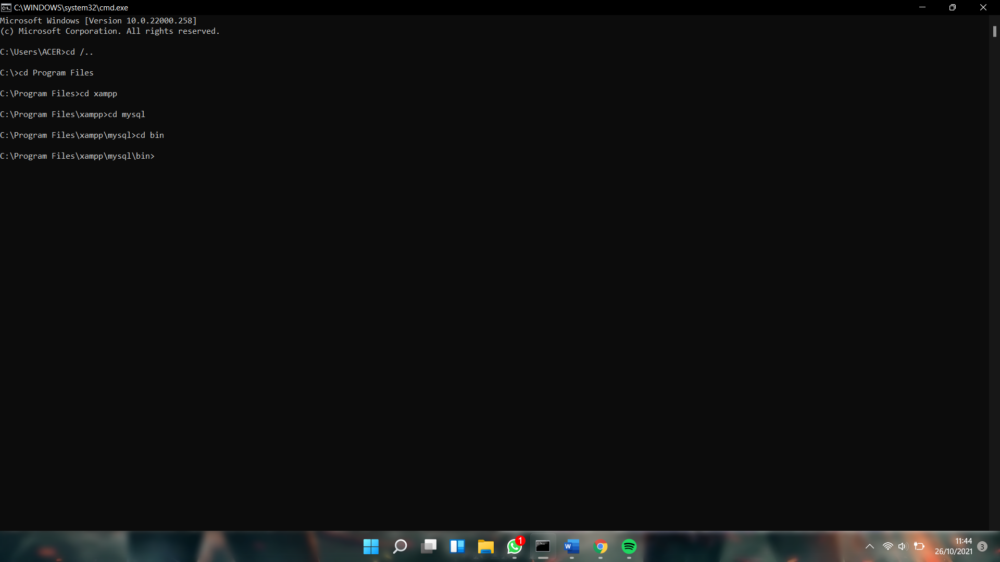 C:\WINDOWS\system32\cmd.exe
Microsoft Windows [Version 10.0.22000.258]
(c) Microsoft Corporation. All rights reserved.
C:\Users\ACER>cd /..
C:\>cd Program Files
C:\Program Files>cd xampp
C:\Program Files\xampp>cd mysql
C:\Program Files\xampp\mysql>cd bin
C:\Program Files\xampp\mysql\bin>
1
W
11:44
26/10/2021
3